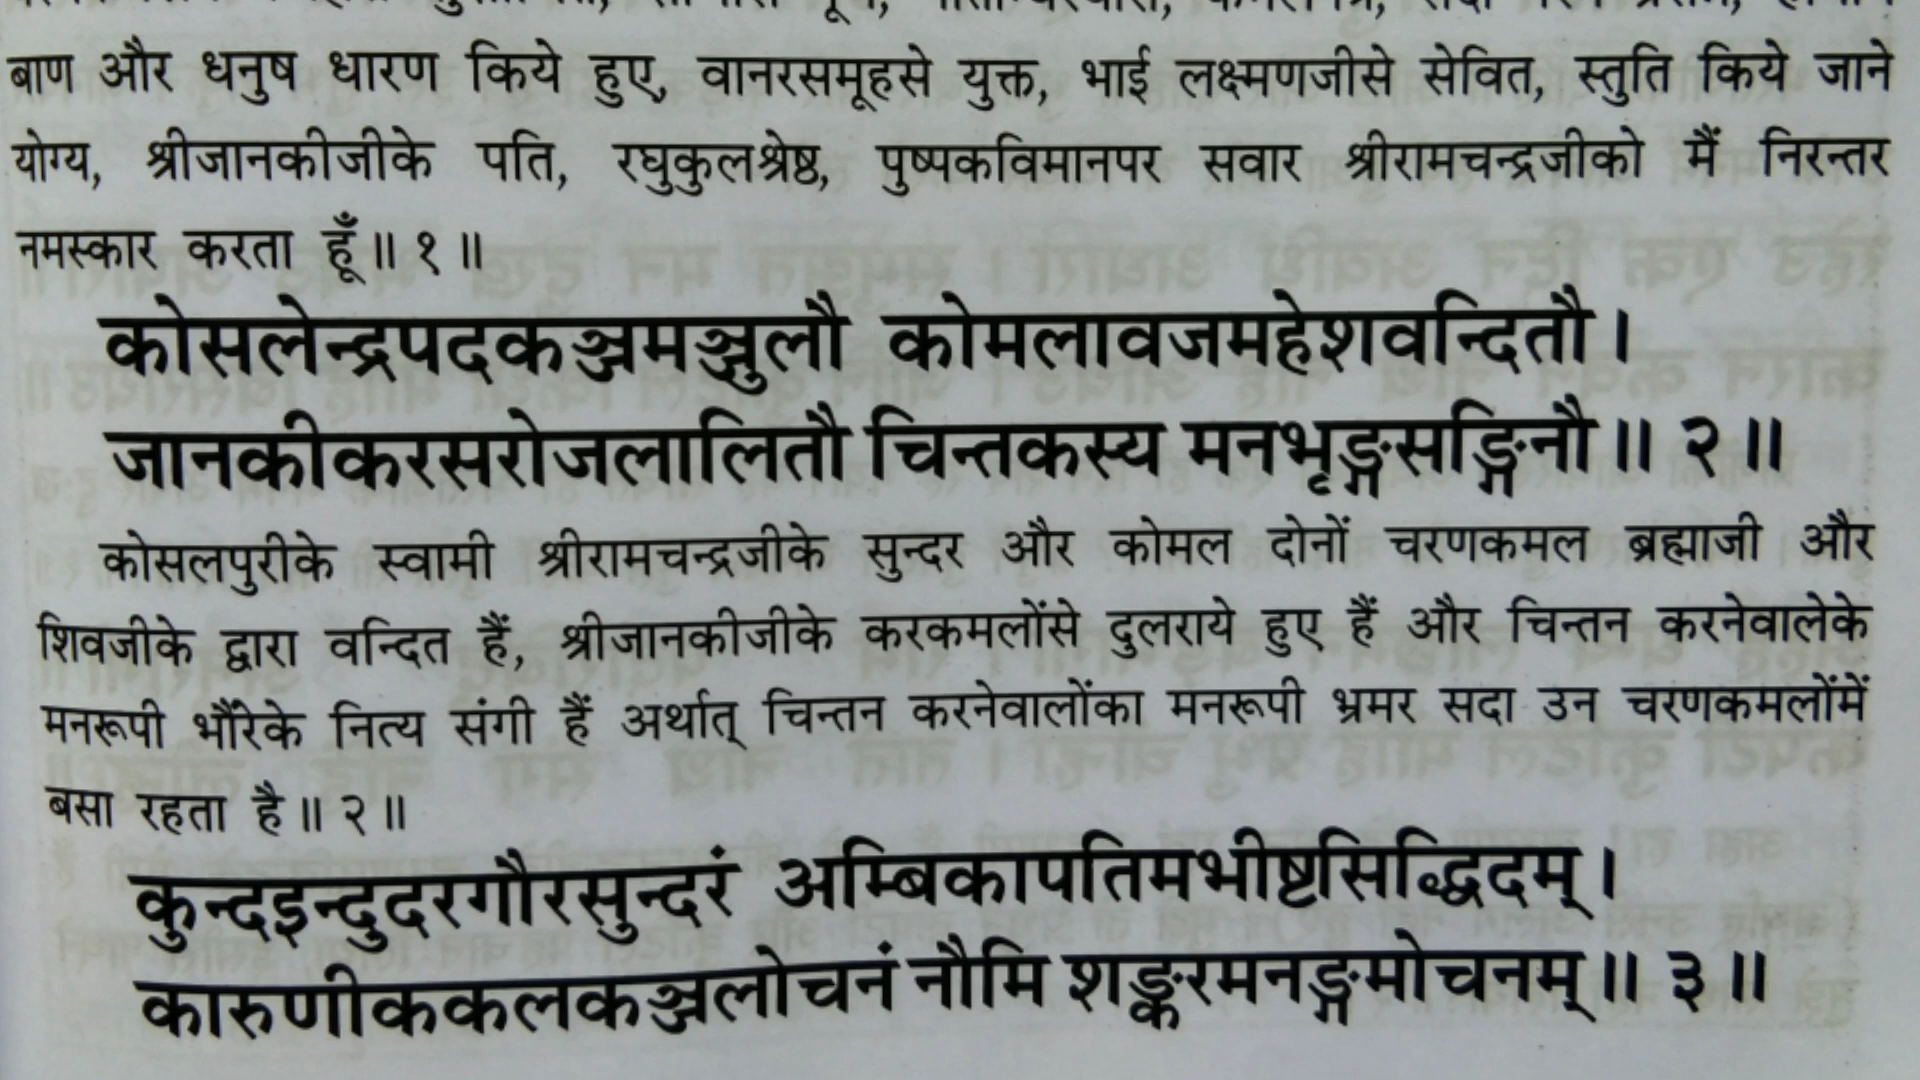 बाण और धनुष धारण किये हुए, वानरसमूहसे युक्त, भाई लक्ष्मणजीसे सेवित, स्तुति किये जाने
योग्य, श्रीजानकीजीके पति, रघुकुलश्रेष्ठ, पुष्पकविमानपर सवार श्रीरामचन्द्रजीको मैं निरन्तर
नमस्कार करता हूँ॥ १ ॥
कोसलेन्द्रपदकञ्जमञ्जुलौ कोमलावजमहेशवन्दितौ।
जानकीकरसरोजलालितौ चिन्तकस्य मनभृङ्गसङ्गिनौ॥ २ ॥
कोसलपुरीके स्वामी श्रीरामचन्द्रजीके सुन्दर और कोमल दोनों चरणकमल ब्रह्माजी और
शिवजीके द्वारा वन्दित हैं, श्रीजानकीजीके करकमलोंसे दुलराये हुए हैं और चिन्तन करनेवालेके
मनरूपी भौंरेके नित्य संगी हैं अर्थात् चिन्तन करनेवालोंका मनरूपी भ्रमर सदा उन चरणकमलोंमें
बसा रहता है॥ २॥
कुन्दइन्दुदरगौरसुन्दरं अम्बिकापतिमभीष्टसिद्धिदम्।
कारुणीककलकञ्जलोचनं नौमि शङ्करमनङ्गमोचनम्॥ ३ ॥